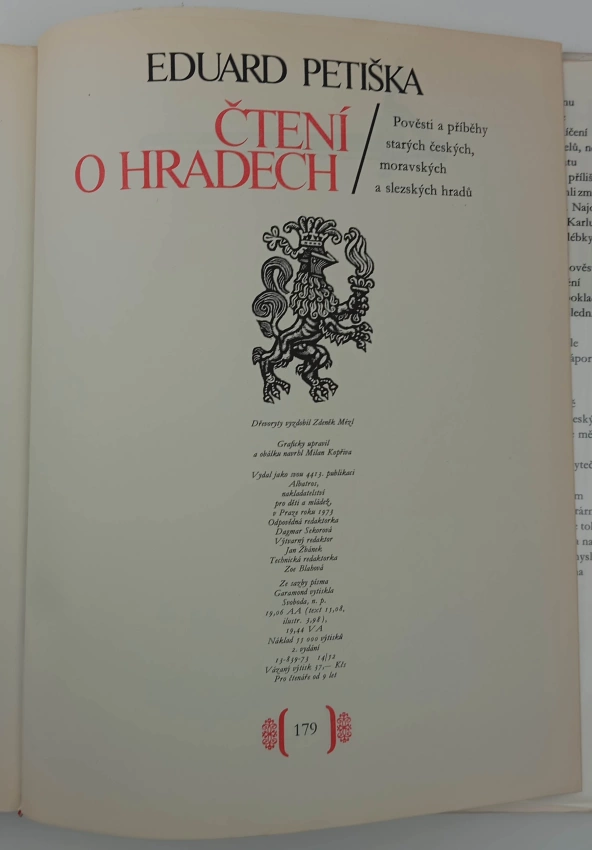 EDUARD PETIŠKA
ČTENÍ
O HRADECH
Pověsti a příběhy
starých českých,
moravských
a slezských hradů
Dřevoryty vyzdobil Zdeněk Mézl
Graficky upravil
a obálku navrhl Milan Kopřiva
Vydal jako svou 4413. publikaci
Albatros,
nakladatelství
pro děti a mládež,
v Praze roku 1973
Odpovědná redaktorka
Dagmar Sekorová
Výtvarný redaktor
Jan Žbánek
Technická redaktorka
Zoe Blahová
Ze sazby písma
Garamond vytiskla
Svoboda, n. p.
19,06 AA (text 15,08,
ilustr. 3,98),
19,44 VA
Náklad 55 000 výtisků
2. vydání
13-839-73 14/52
Vázaný výtisk 37,— Kčs
Pro čtenáře od 9 let
179